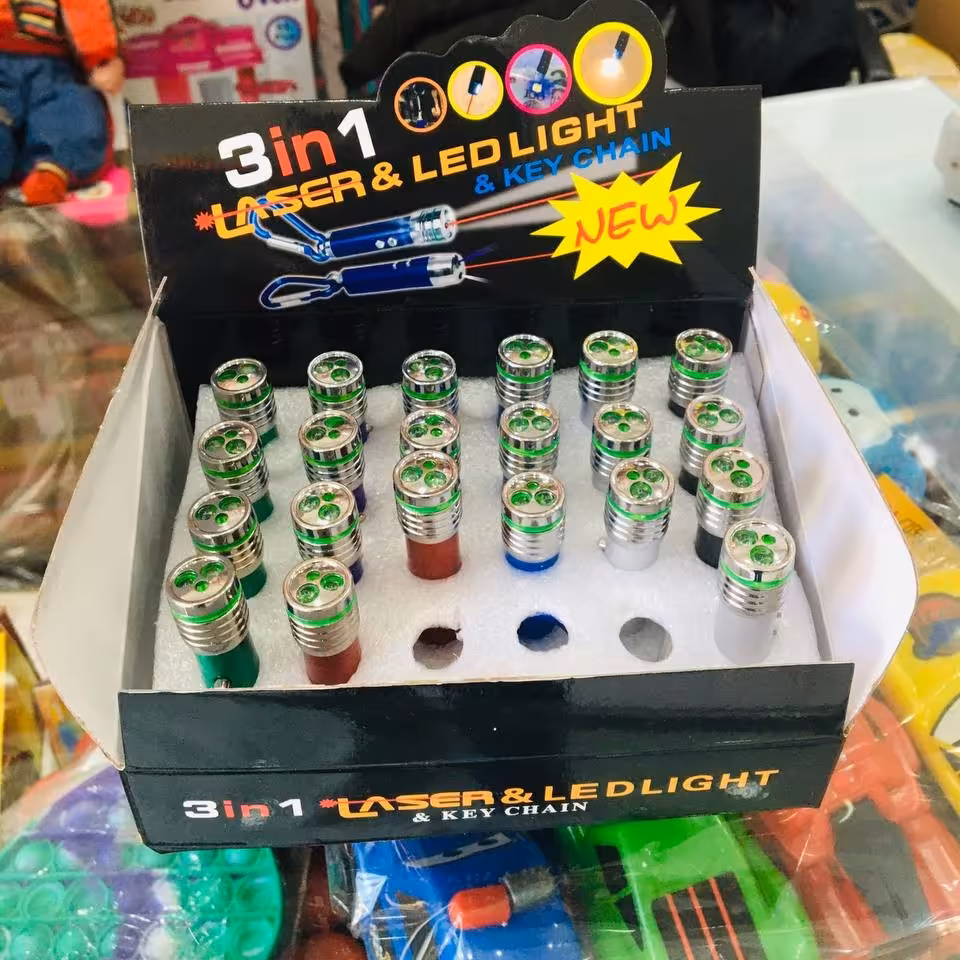 3in1
LASER & LED LIGHT
& KEY CHAIN
NEW
3in1 LASER & LED LIGHT
& KEY CHAIN